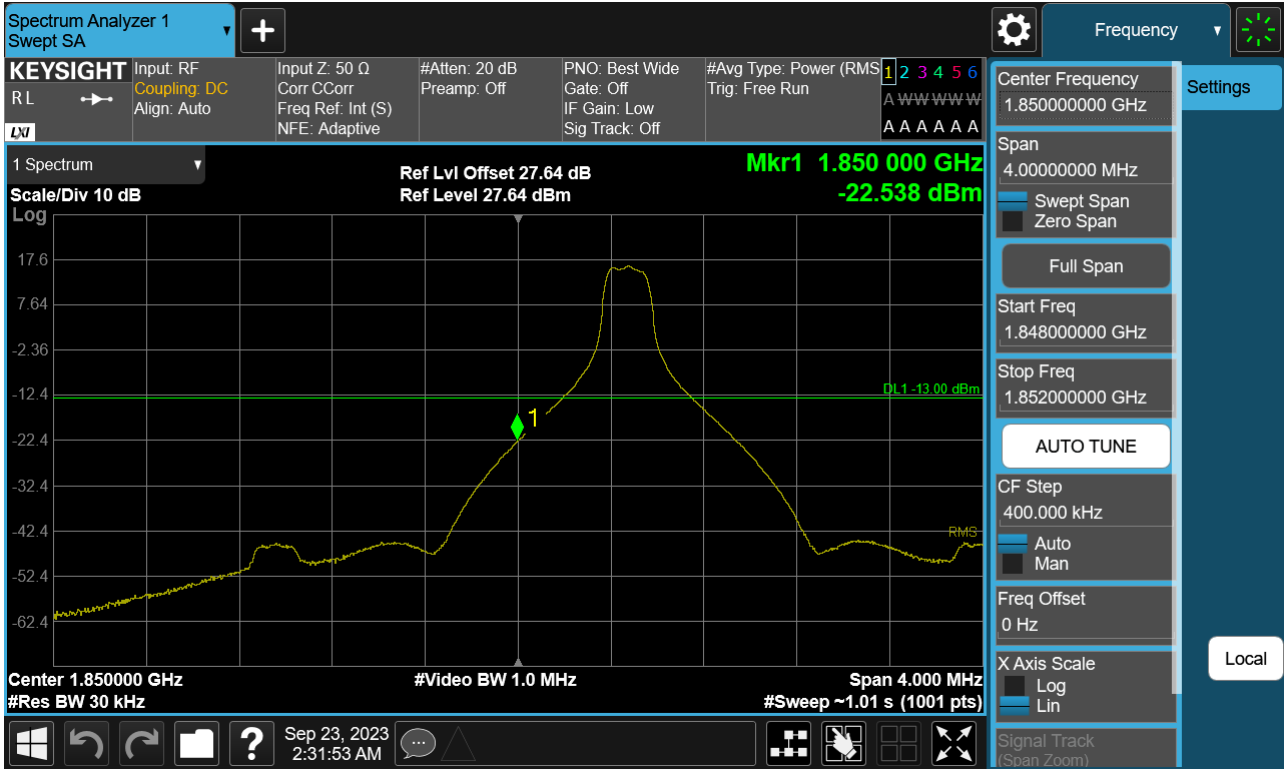 Spectrum Analyzer 1
Swept SA
Frequency
KEYSIGHT
R L
LXI
Input: RF
Coupling: DC
Align: Auto
Input Z: 50 Ω
Corr CCorr
Freq Ref: Int (S)
NFE: Adaptive
#Atten: 20 dB
Preamp: Off
PNO: Best Wide
Gate: Off
IF Gain: Low
Sig Track: Off
#Avg Type: Power (RMS
Trig: Free Run
1 2 3 4 5 6
A W W W W W
A A A A A A
1 Spectrum
Scale/Div 10 dB
Log
Ref Lvl Offset 27.64 dB
Ref Level 27.64 dBm
Mkr1 1.850 000 GHz
-22.538 dBm
17.6
7.64
-2.36
-12.4
-22.4
-32.4
-42.4
-52.4
-62.4
DL1 -13.00 dBm
1
RMS
Center 1.850000 GHz
#Video BW 1.0 MHz
Span 4.000 MHz
#Res BW 30 kHz
#Sweep ~1.01 s (1001 pts)
Center Frequency
1.850000000 GHz
Settings
Span
4.00000000 MHz
Swept Span
Zero Span
Full Span
Start Freq
1.848000000 GHz
Stop Freq
1.852000000 GHz
AUTO TUNE
CF Step
400.000 kHz
Auto
Man
Freq Offset
0 Hz
X Axis Scale
Log
Lin
Local
Signal Track
(Span Zoom)
?
Sep 23, 2023
2:31:53 AM